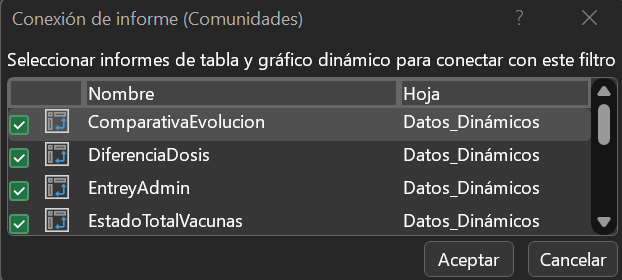 Conexión de informe (Comunidades) ?
Seleccionar informes de tabla y gráfico dinámico para conectar con este filtro
Nombre Hoja
ComparativaEvolucion Datos_Dinámicos
DiferenciaDosis Datos_Dinámicos
EntreyAdmin Datos_Dinámicos
EstadoTotalVacunas Datos_Dinámicos
Aceptar Cancelar